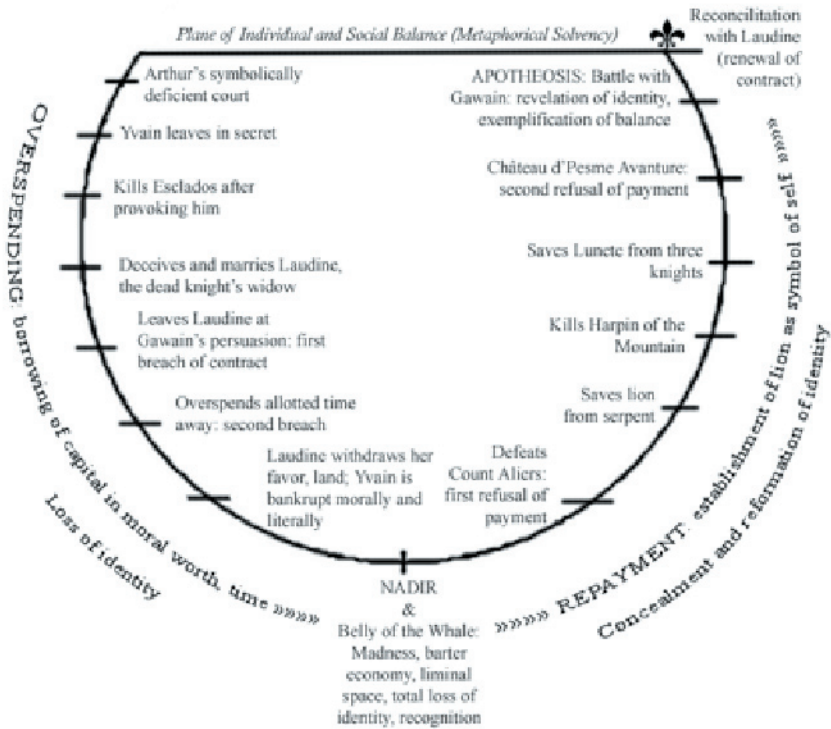 Plane of Individual and Social Balance (Metaphorical Solvency)
Reconcilitation
with Laudine
(renewal of
contract)
Arthur's symbolically
deficient court
Yvain leaves in secret
Kills Esclados after
provoking him
Deceives and marries Laudine,
the dead knight's widow
Leaves Laudine at
Gawain's persuasion: first
breach of contract
Overspends allotted time
away: second breach
Laudine withdraws her
favor, land; Yvain is
bankrupt morally and
literally
NADIR
&
Belly of the Whale:
Madness, barter
economy, liminal
space, total loss of
identity, recognition
Defeats
Count Aliers:
first refusal of
payment
Saves lion
from serpent
Kills Harpin of the
Mountain
Saves Lunete from three
knights
Château d'Pesme Avanture:
second refusal of payment
APOTHEOSIS: Battle with
Gawain: revelation of identity,
exemplification of balance
OVERSPENDING: borrowing of capital in moral worth, time »»»»
Loss of identity
»»»» REPAYMENT: establishment of lion as symbol of self »»»»
Concealment and reformation of identity